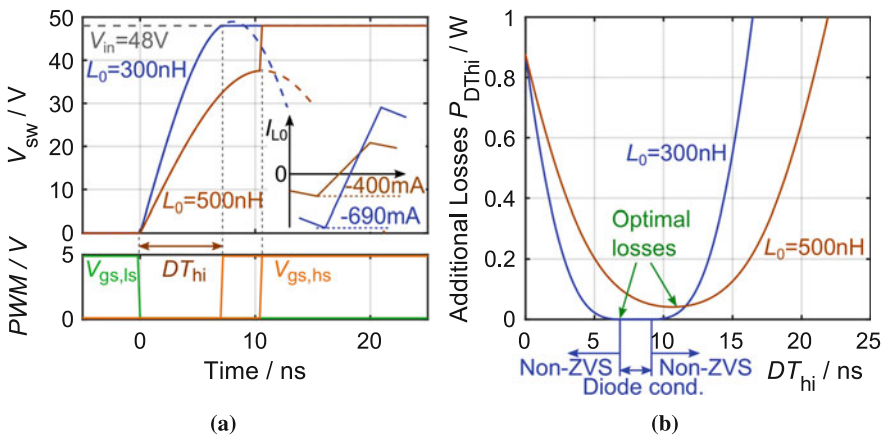 50
40
30
20
10
0
V_sw / V
V_in=48V
L_0=300nH
L_0=500nH
I_L0
0
-400mA
-690mA
5
0
PWM / V
V_gs,ls
DT_hi
V_gs,hs
0
10
20
Time / ns
(a)
1
0.8
0.6
0.4
0.2
0
Additional Losses P_DThi / W
L_0=300nH
Optimal
losses
L_0=500nH
0
5
10
15
20
25
Non-ZVS
Non-ZVS
Diode cond.
DT_hi / ns
(b)